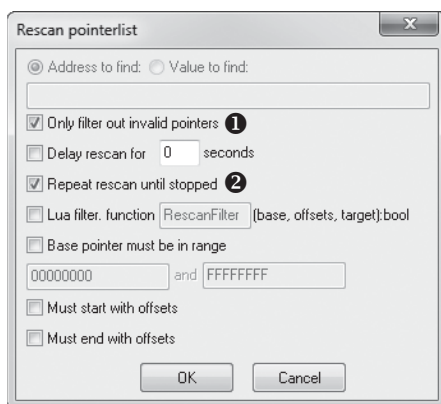 Rescan pointerlist
x
Address to find: Value to find:
Only filter out invalid pointers ❶
Delay rescan for 0 seconds
Repeat rescan until stopped ❷
Lua filter. function RescanFilter (base, offsets, target):bool
Base pointer must be in range
00000000 and FFFFFFFF
Must start with offsets
Must end with offsets
OK Cancel